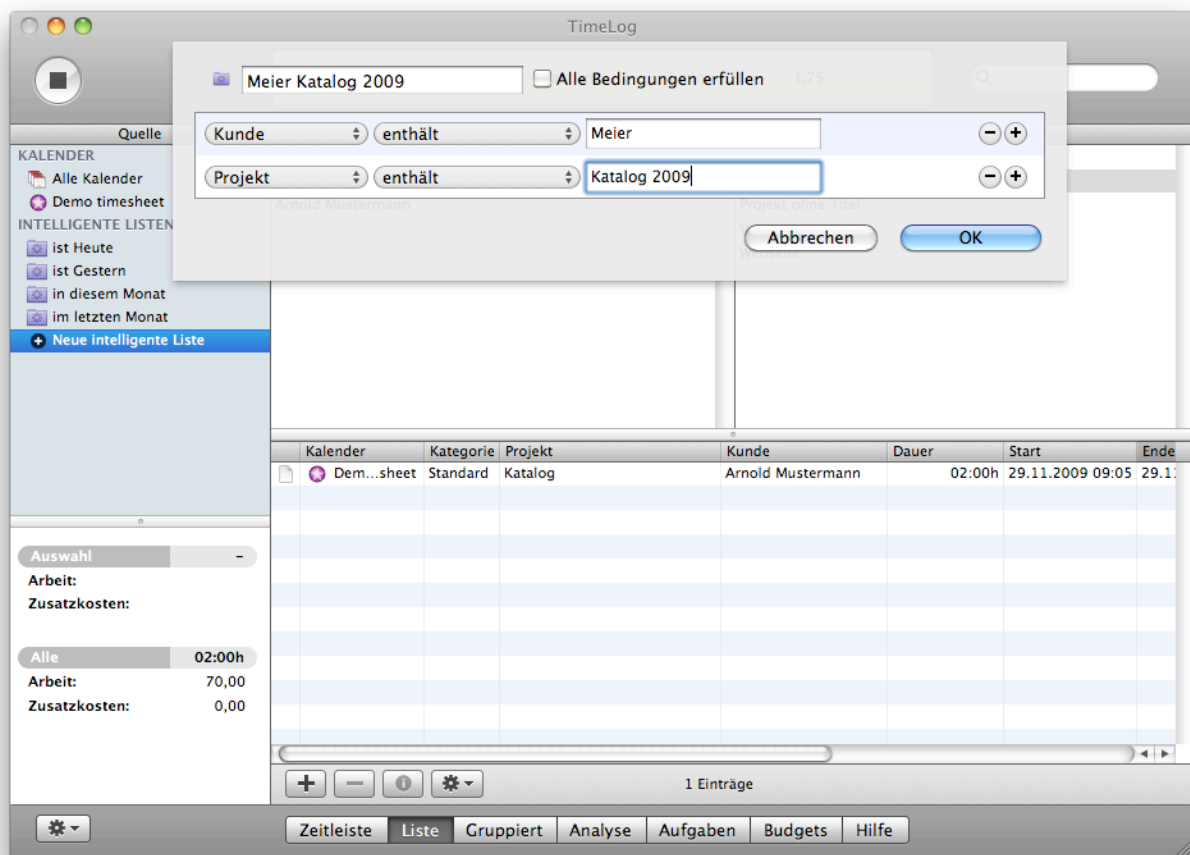 TimeLog
Meier Katalog 2009 Alle Bedingungen erfüllen 1,75
Kunde enthält Meier
Projekt enthält Katalog 2009
Arnold Mustermann Projekt ohne Titel
Webseite
Abbrechen OK
Quelle
KALENDER
Alle Kalender
Demo timesheet
INTELLIGENTE LISTEN
ist Heute
ist Gestern
in diesem Monat
im letzten Monat
Neue intelligente Liste
Kalender Kategorie Projekt Kunde Dauer Start Ende
Dem...sheet Standard Katalog Arnold Mustermann 02:00h 29.11.2009 09:05 29.1
Auswahl –
Arbeit:
Zusatzkosten:
Alle 02:00h
Arbeit: 70,00
Zusatzkosten: 0,00
1 Einträge
Zeitleiste Liste Gruppiert Analyse Aufgaben Budgets Hilfe